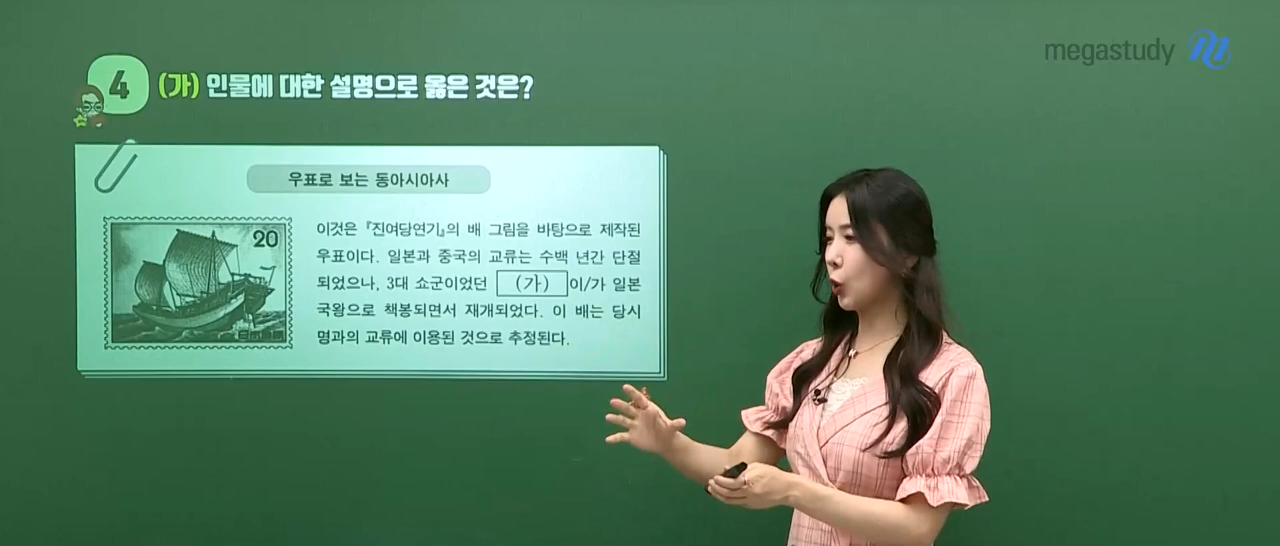 megastudy
4 (가) 인물에 대한 설명으로 옳은 것은?
우표로 보는 동아시아사
20
이것은 『진여당연기』의 배 그림을 바탕으로 제작된
우표이다. 일본과 중국의 교류는 수백 년간 단절
되었으나, 3대 쇼군이었던 (가) 이/가 일본
국왕으로 책봉되면서 재개되었다. 이 배는 당시
명과의 교류에 이용된 것으로 추정된다.